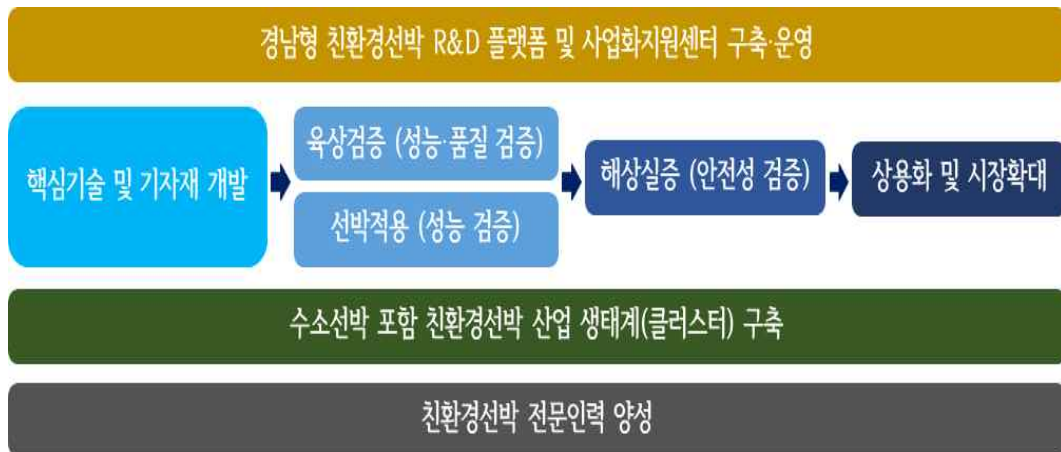 경남형 친환경선박 R&D 플랫폼 및 사업화지원센터 구축·운영
핵심기술 및 기자재 개발
육상검증 (성능·품질 검증)
선박적용 (성능 검증)
해상실증 (안전성 검증)
상용화 및 시장확대
수소선박 포함 친환경선박 산업 생태계(클러스터) 구축
친환경선박 전문인력 양성